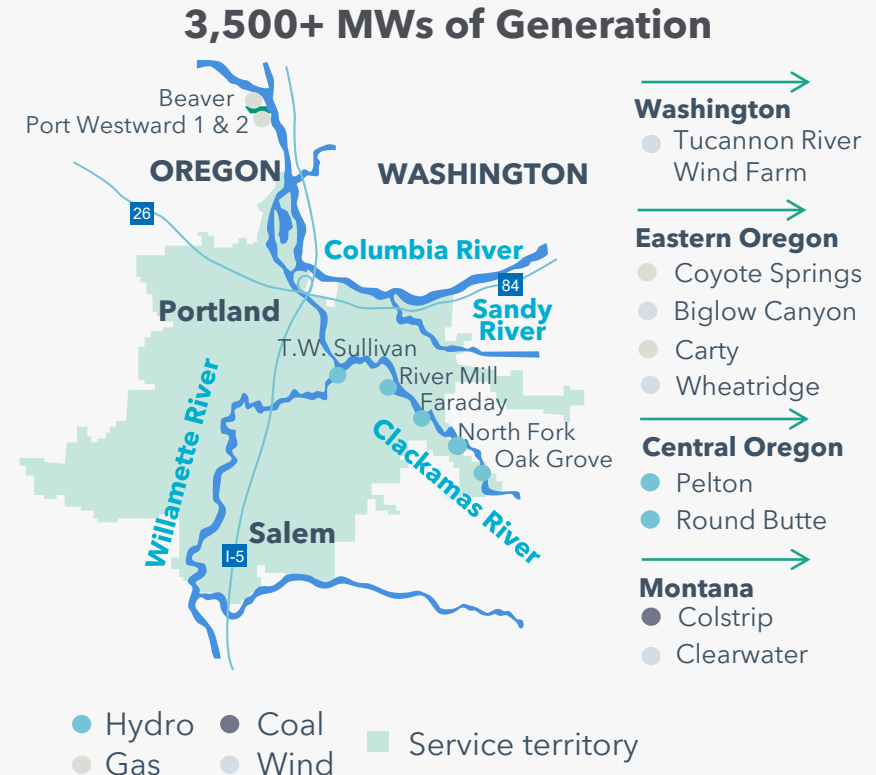 3,500+ MWs of Generation
Beaver
Port Westward 1 & 2
OREGON
WASHINGTON
26
Columbia River
84
Portland
Sandy
River
T.W. Sullivan
River Mill
Faraday
North Fork
Oak Grove
Willamette River
Clackamas River
Salem
I-5
Washington
Tucannon River
Wind Farm
Eastern Oregon
Coyote Springs
Biglow Canyon
Carty
Wheatridge
Central Oregon
Pelton
Round Butte
Montana
Colstrip
Clearwater
Hydro
Coal
Gas
Wind
Service territory